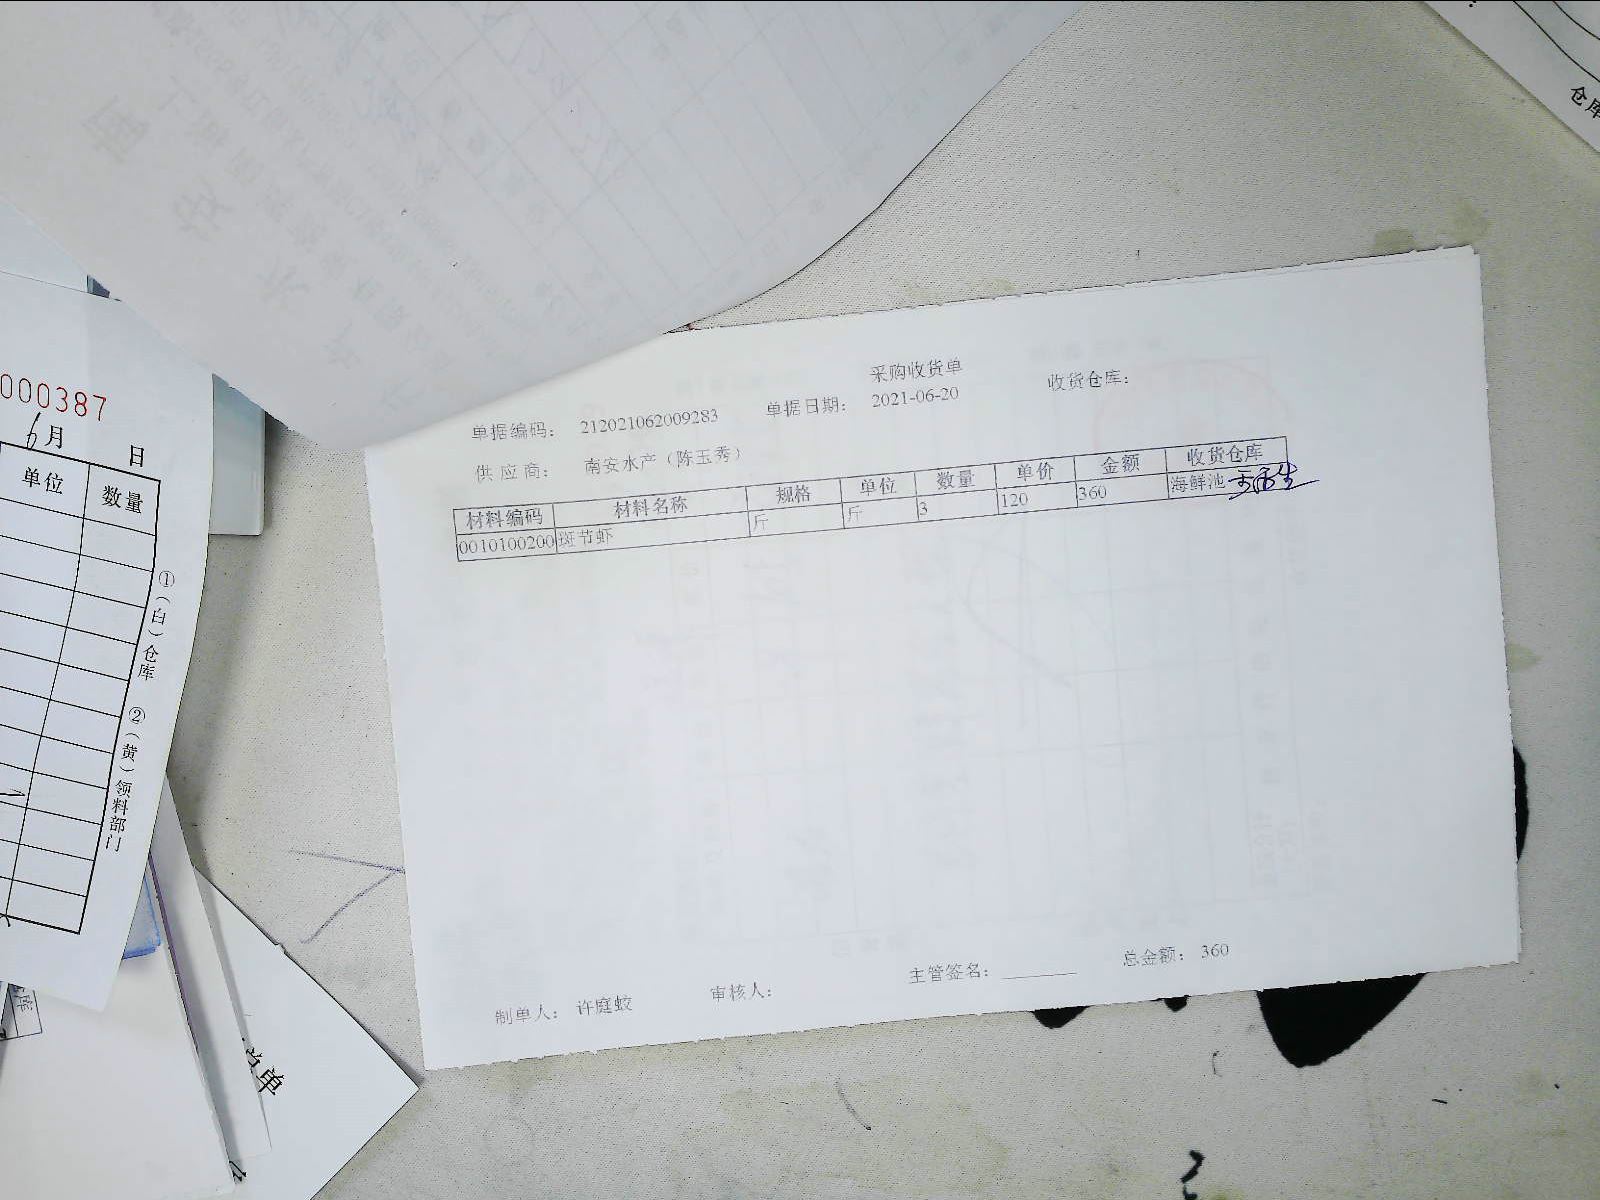 采购收货单
单据编码： 212021062009283 单据日期： 2021-06-20 收货仓库：
供应商： 南安水产（陈玉秀）
材料编码 材料名称 规格 单位 数量 单价 金额 收货仓库
0010100200 斑节虾 斤 斤 3 120 360 海鲜池
制单人： 许庭蛟 审核人： 主管签名： 总金额： 360
000387
6月 日
单位 数量
①（白）仓库 ②（黄）领料部门
仓库
单
库